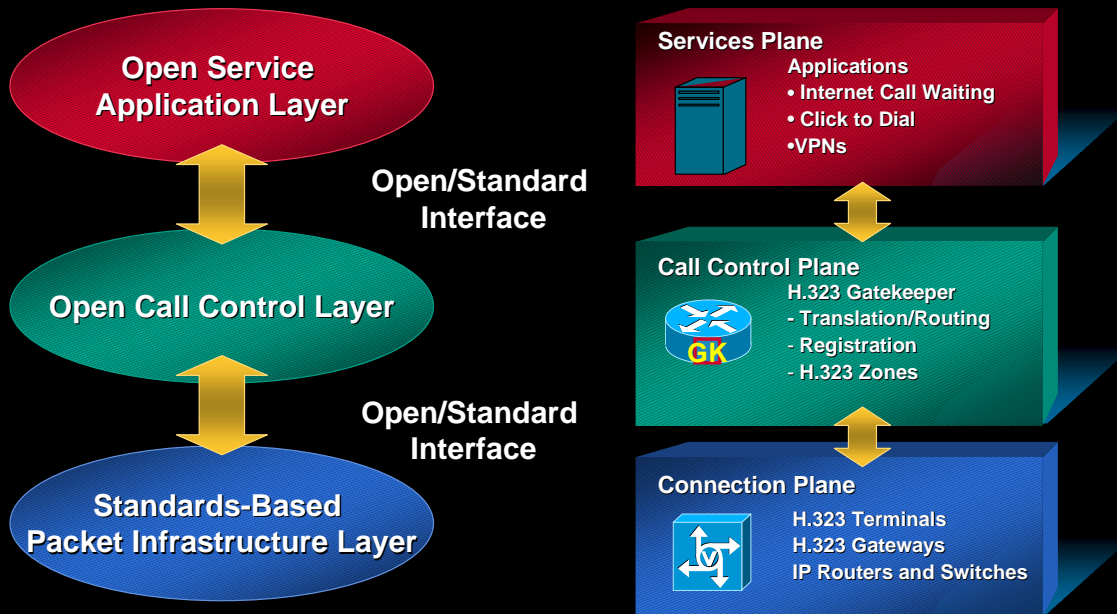 Open Service
Application Layer
Open/Standard
Interface
Open Call Control Layer
Open/Standard
Interface
Standards-Based
Packet Infrastructure Layer
Services Plane
Applications
• Internet Call Waiting
• Click to Dial
•VPNs
Call Control Plane
H.323 Gatekeeper
- Translation/Routing
- Registration
- H.323 Zones
GK
Connection Plane
H.323 Terminals
H.323 Gateways
IP Routers and Switches
V